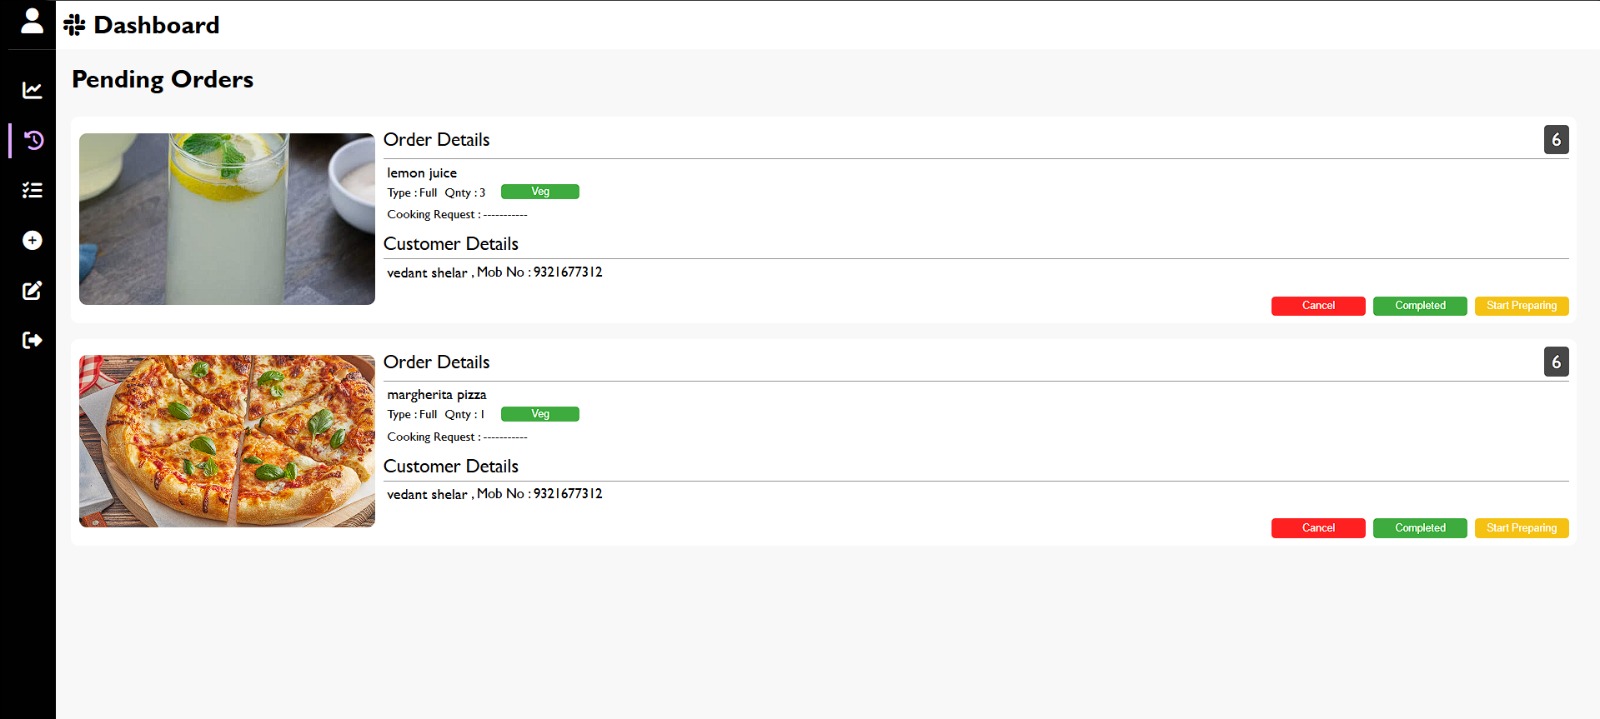 Dashboard
Pending Orders
Order Details 6
lemon juice
Type : Full Qnty : 3 Veg
Cooking Request : -----------
Customer Details
vedant shelar , Mob No : 9321677312
Cancel Completed Start Preparing
Order Details 6
margherita pizza
Type : Full Qnty : 1 Veg
Cooking Request : -----------
Customer Details
vedant shelar , Mob No : 9321677312
Cancel Completed Start Preparing